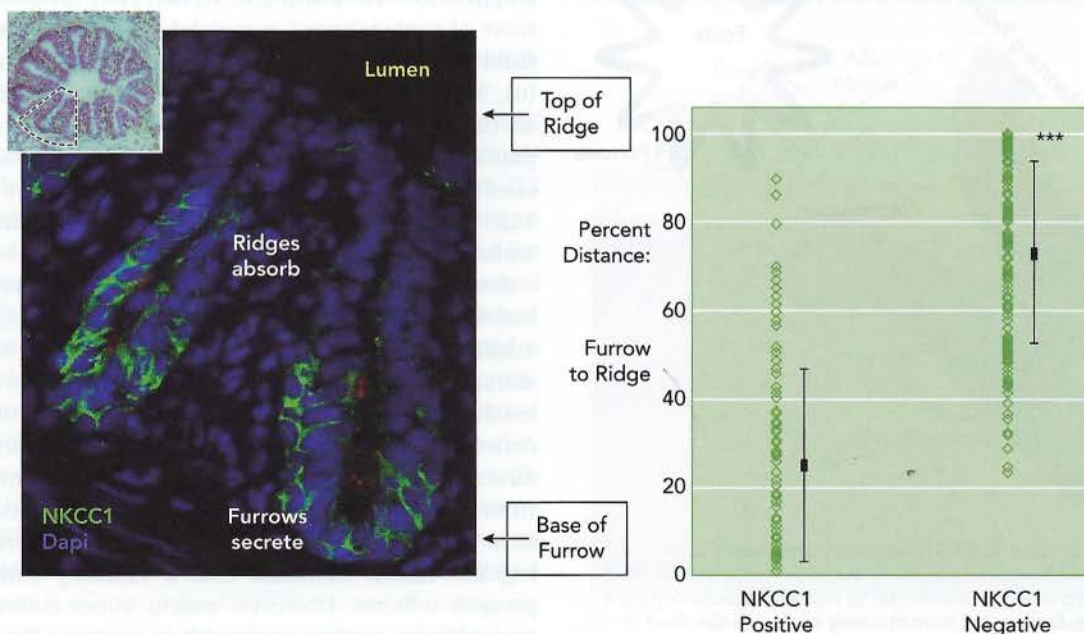 Lumen
Ridges
absorb
NKCC1
Dapi
Furrows
secrete
Top of
Ridge
Base of
Furrow
Percent
Distance:
Furrow
to Ridge
100
80
60
40
20
0
***
NKCC1
Positive
NKCC1
Negative